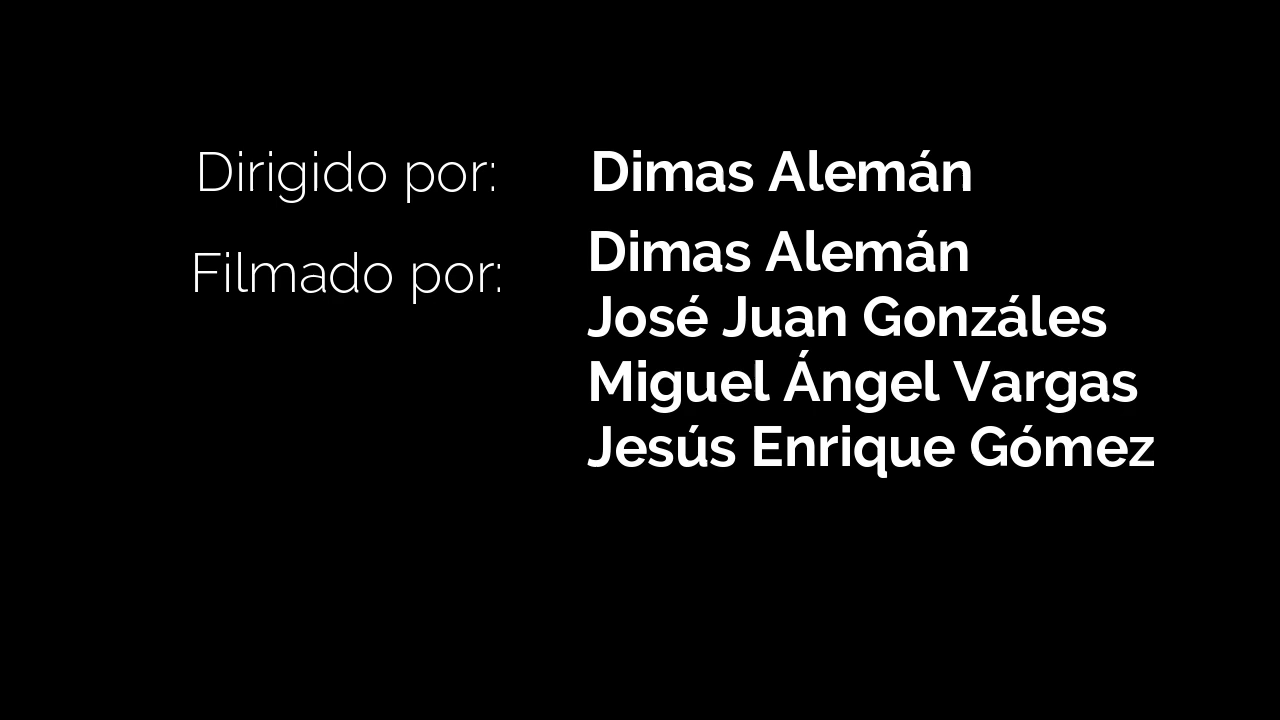 Dirigido por: Dimas Alemán
Filmado por: Dimas Alemán
José Juan Gonzáles
Miguel Ángel Vargas
Jesús Enrique Gómez